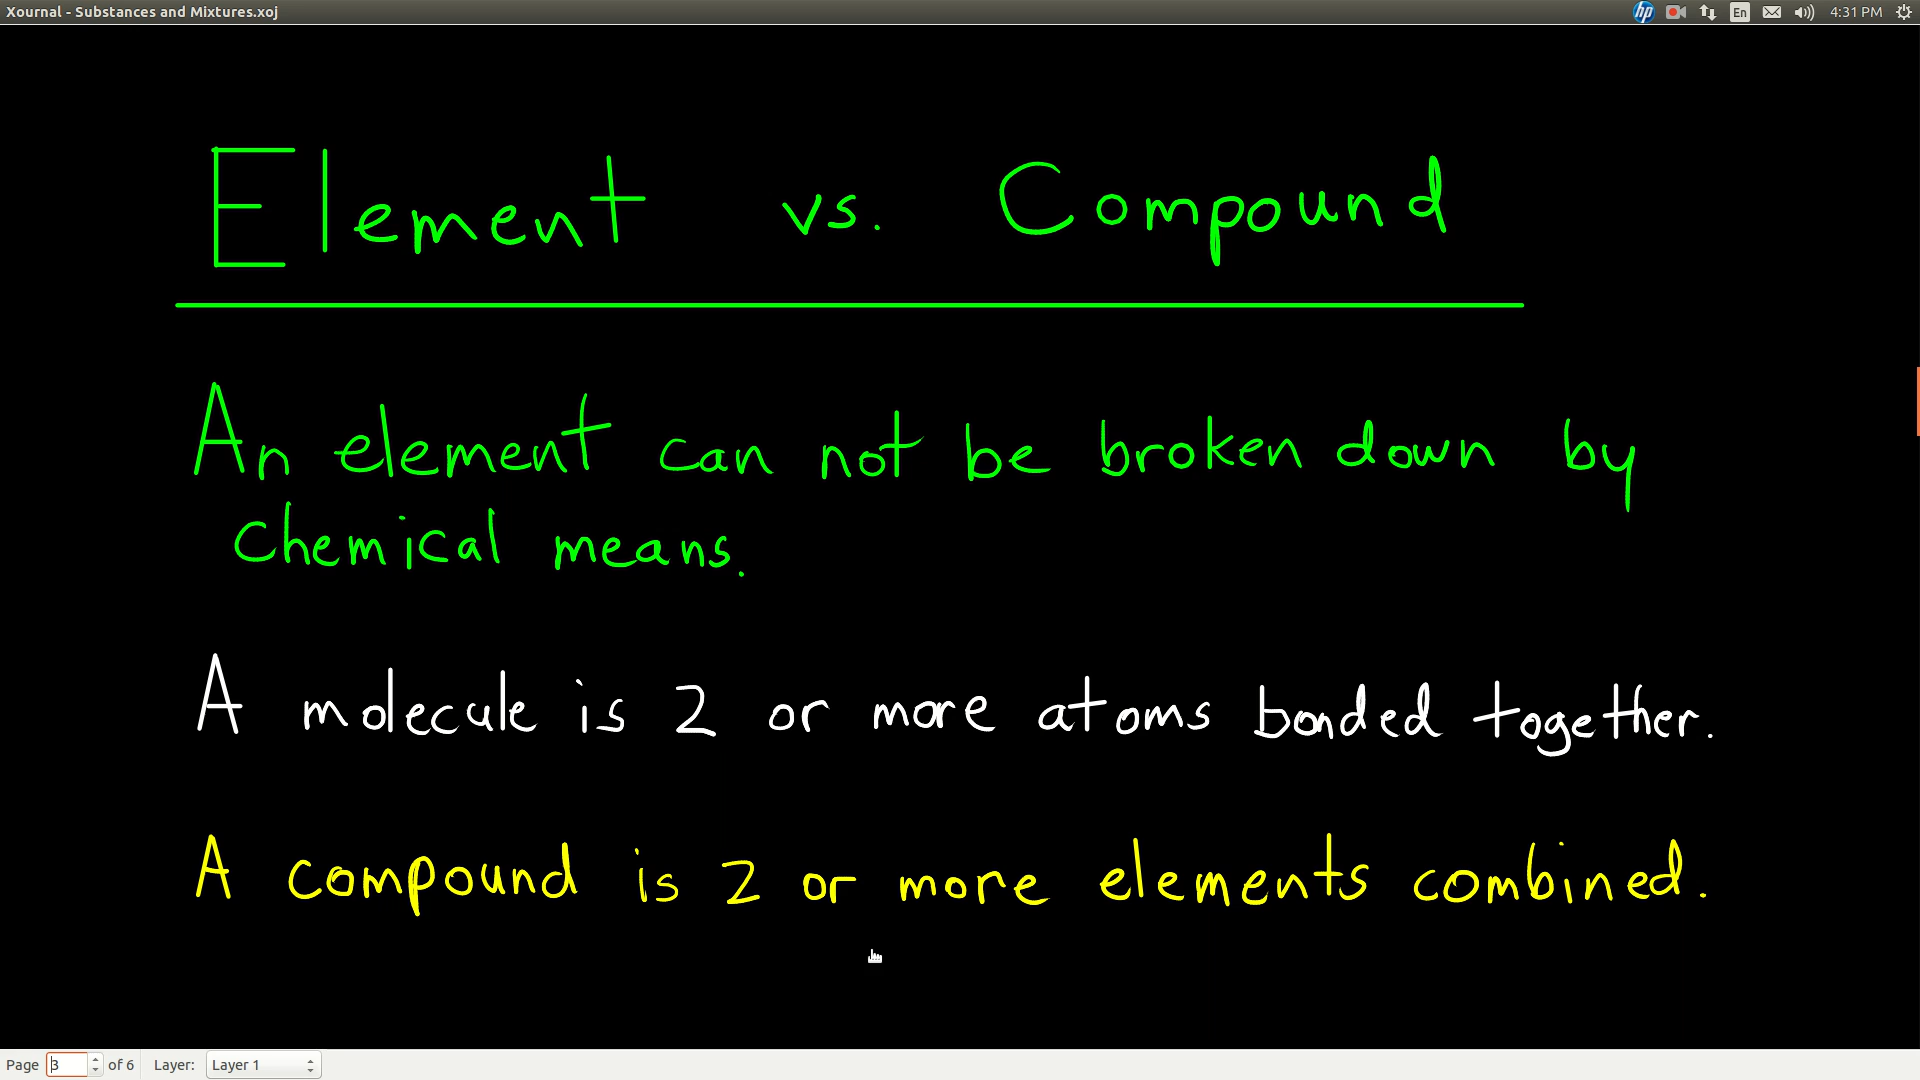 Xournal - Substances and Mixtures.xoj
hp En 4:31 PM
Element vs. Compound
An element can not be broken down by
chemical means.
A molecule is 2 or more atoms bonded together.
A compound is 2 or more elements combined.
Page 3 of 6 Layer: Layer 1